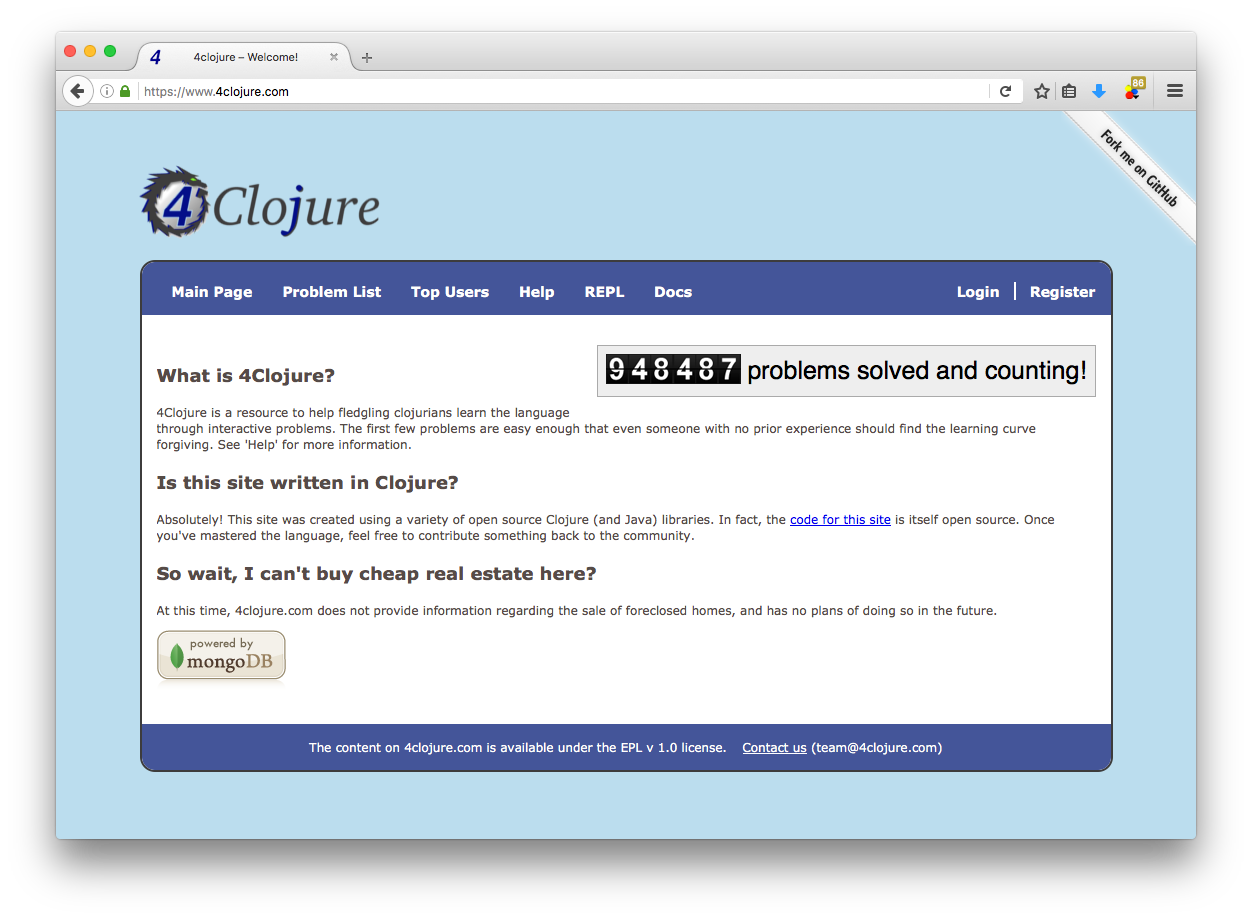 4 4clojure – Welcome!
https://www.4clojure.com
86
Fork me on GitHub
4Clojure
Main Page Problem List Top Users Help REPL Docs Login Register
948487 problems solved and counting!
What is 4Clojure?
4Clojure is a resource to help fledgling clojurians learn the language
through interactive problems. The first few problems are easy enough that even someone with no prior experience should find the learning curve
forgiving. See 'Help' for more information.
Is this site written in Clojure?
Absolutely! This site was created using a variety of open source Clojure (and Java) libraries. In fact, the code for this site is itself open source. Once
you've mastered the language, feel free to contribute something back to the community.
So wait, I can't buy cheap real estate here?
At this time, 4clojure.com does not provide information regarding the sale of foreclosed homes, and has no plans of doing so in the future.
powered by
mongoDB
The content on 4clojure.com is available under the EPL v 1.0 license. Contact us (team@4clojure.com)